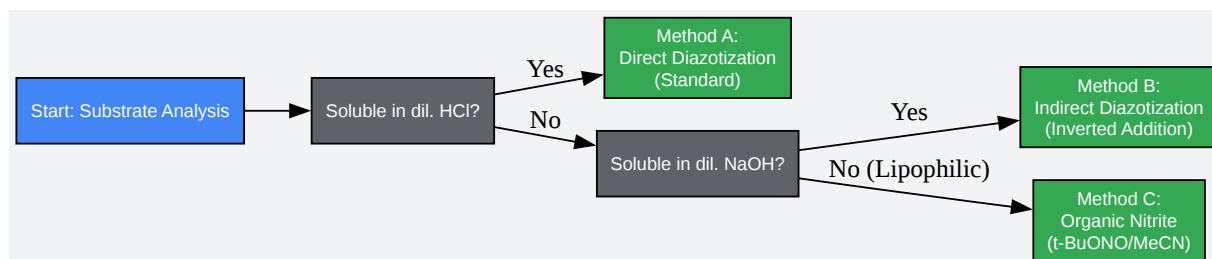 Start: Substrate Analysis
Soluble in dil. HCl?
Yes
No
Method A:
Direct Diazotization
(Standard)
Soluble in dil. NaOH?
Yes
No (Lipophilic)
Method B:
Indirect Diazotization
(Inverted Addition)
Method C:
Organic Nitrite
(t-BuONO/MeCN)